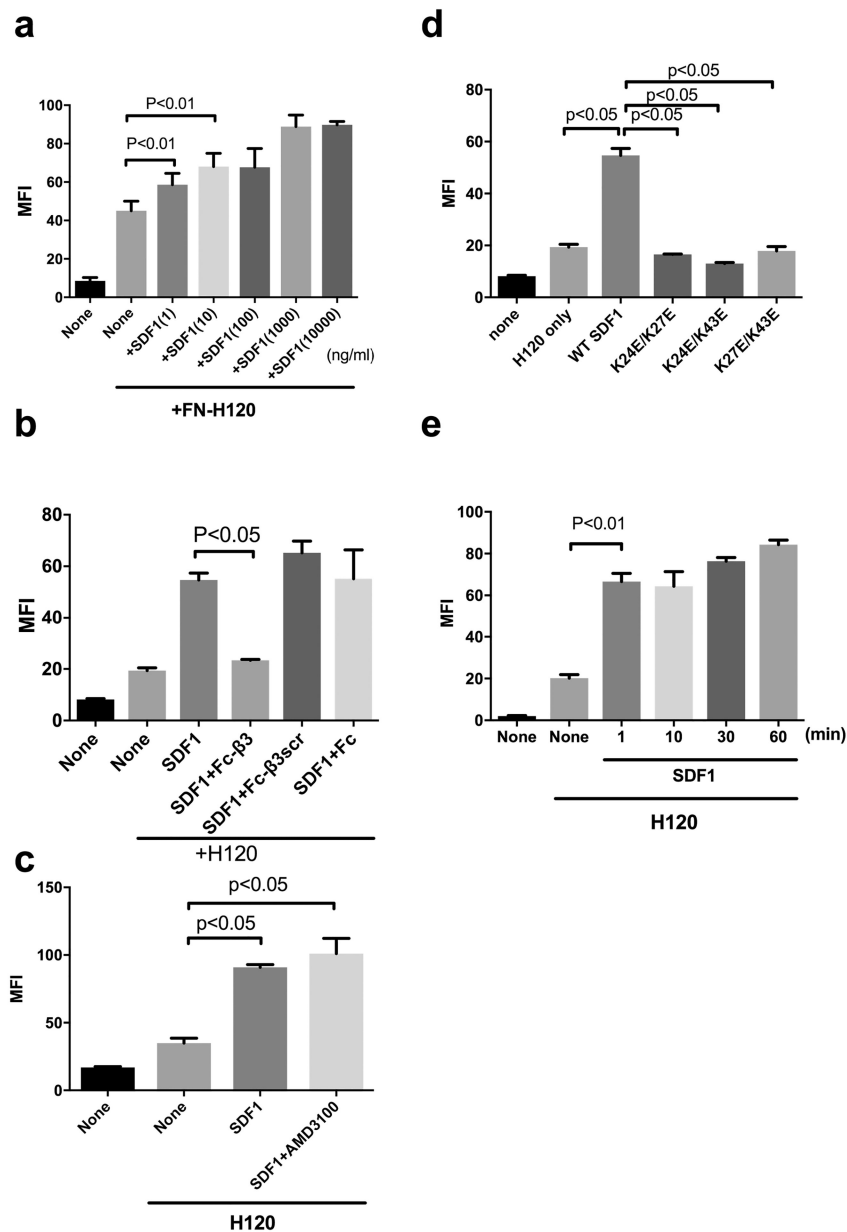 a
P<0.01
P<0.01
MFI
100
80
60
40
20
0
None
None
+SDF1(1)
+SDF1(10)
+SDF1(100)
+SDF1(1000)
+SDF1(10000)
(ng/ml)
+FN-H120
b
P<0.05
MFI
80
60
40
20
0
None
None
SDF1
SDF1+Fc-β3
SDF1+Fc-β3scr
SDF1+Fc
+H120
c
p<0.05
p<0.05
MFI
150
100
50
0
None
None
SDF1
SDF1+AMD3100
H120
d
p<0.05
p<0.05
p<0.05 p<0.05
MFI
80
60
40
20
0
none
H120 only
WT SDF1
K24E/K27E
K24E/K43E
K27E/K43E
e
P<0.01
MFI
100
80
60
40
20
0
None None 1 10 30 60 (min)
SDF1
H120